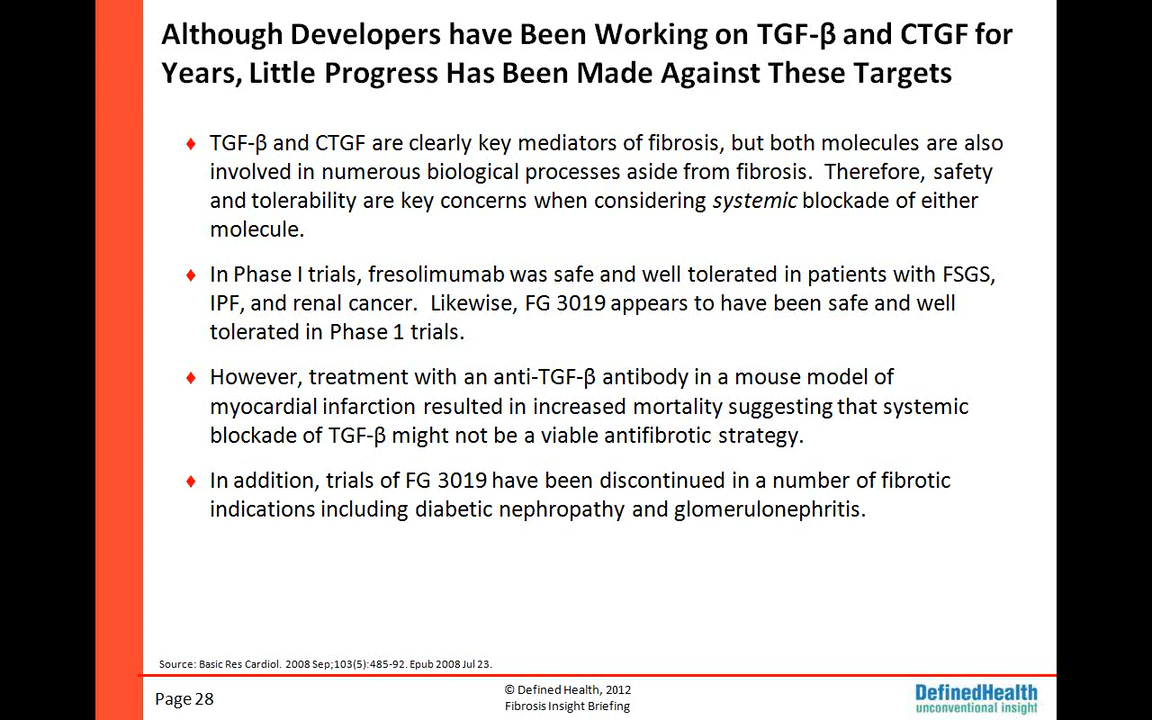 Although Developers have Been Working on TGF-β and CTGF for
Years, Little Progress Has Been Made Against These Targets
♦ TGF-β and CTGF are clearly key mediators of fibrosis, but both molecules are also
involved in numerous biological processes aside from fibrosis. Therefore, safety
and tolerability are key concerns when considering systemic blockade of either
molecule.
♦ In Phase I trials, fresolimumab was safe and well tolerated in patients with FSGS,
IPF, and renal cancer. Likewise, FG 3019 appears to have been safe and well
tolerated in Phase 1 trials.
♦ However, treatment with an anti-TGF-β antibody in a mouse model of
myocardial infarction resulted in increased mortality suggesting that systemic
blockade of TGF-β might not be a viable antifibrotic strategy.
♦ In addition, trials of FG 3019 have been discontinued in a number of fibrotic
indications including diabetic nephropathy and glomerulonephritis.
Source: Basic Res Cardiol. 2008 Sep;103(5):485-92. Epub 2008 Jul 23.
Page 28
© Defined Health, 2012
Fibrosis Insight Briefing
DefinedHealth
unconventional insight